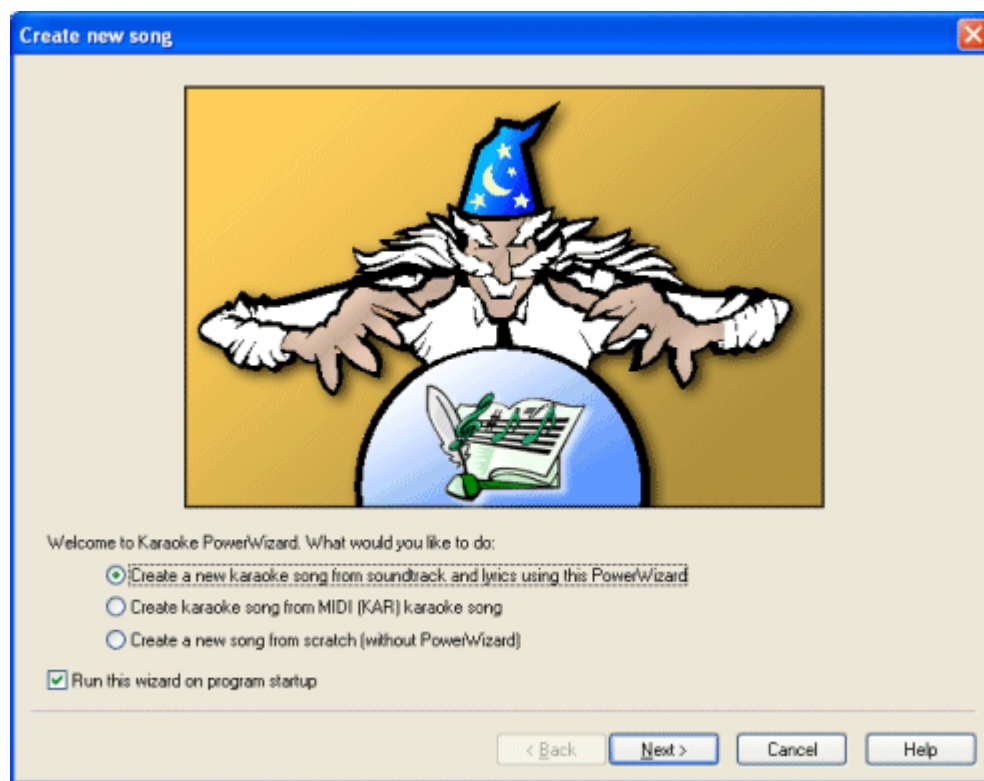 Create new song
Welcome to Karaoke PowerWizard. What would you like to do:
Create a new karaoke song from soundtrack and lyrics using this PowerWizard
Create karaoke song from MIDI (KAR) karaoke song
Create a new song from scratch (without PowerWizard)
Run this wizard on program startup
< Back Next > Cancel Help